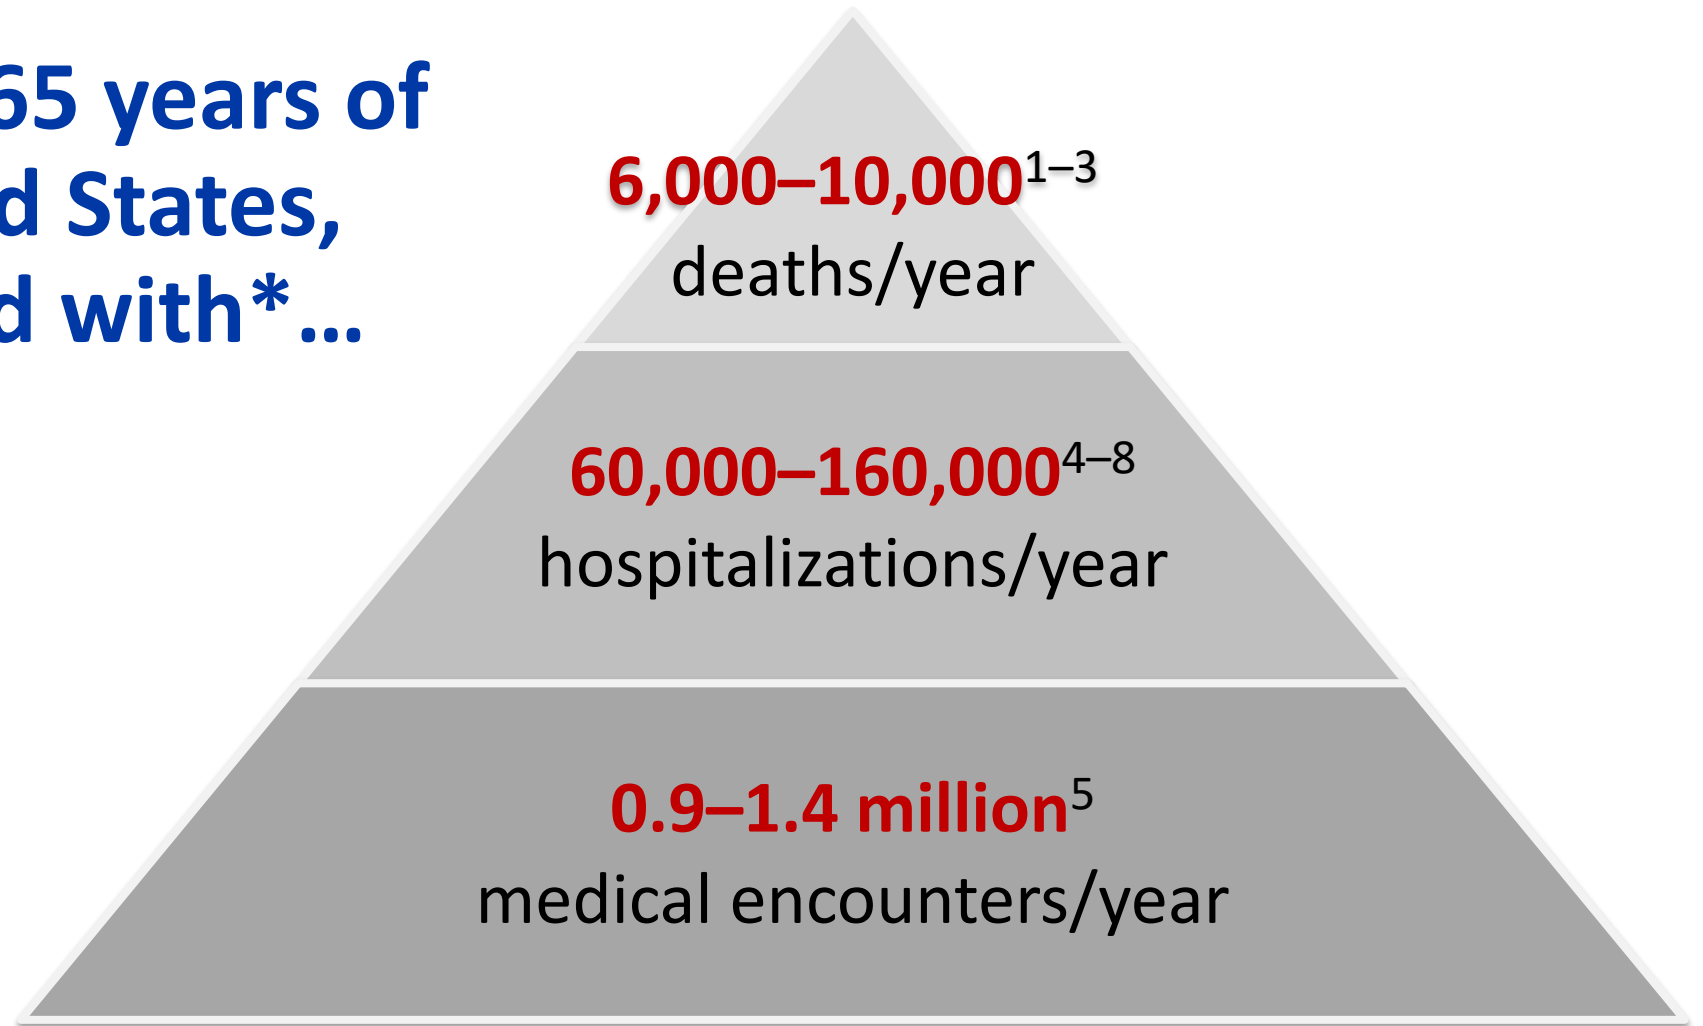 65 years of
d States,
d with*…
6,000–10,000¹⁻³
deaths/year
60,000–160,000⁴⁻⁸
hospitalizations/year
0.9–1.4 million⁵
medical encounters/year